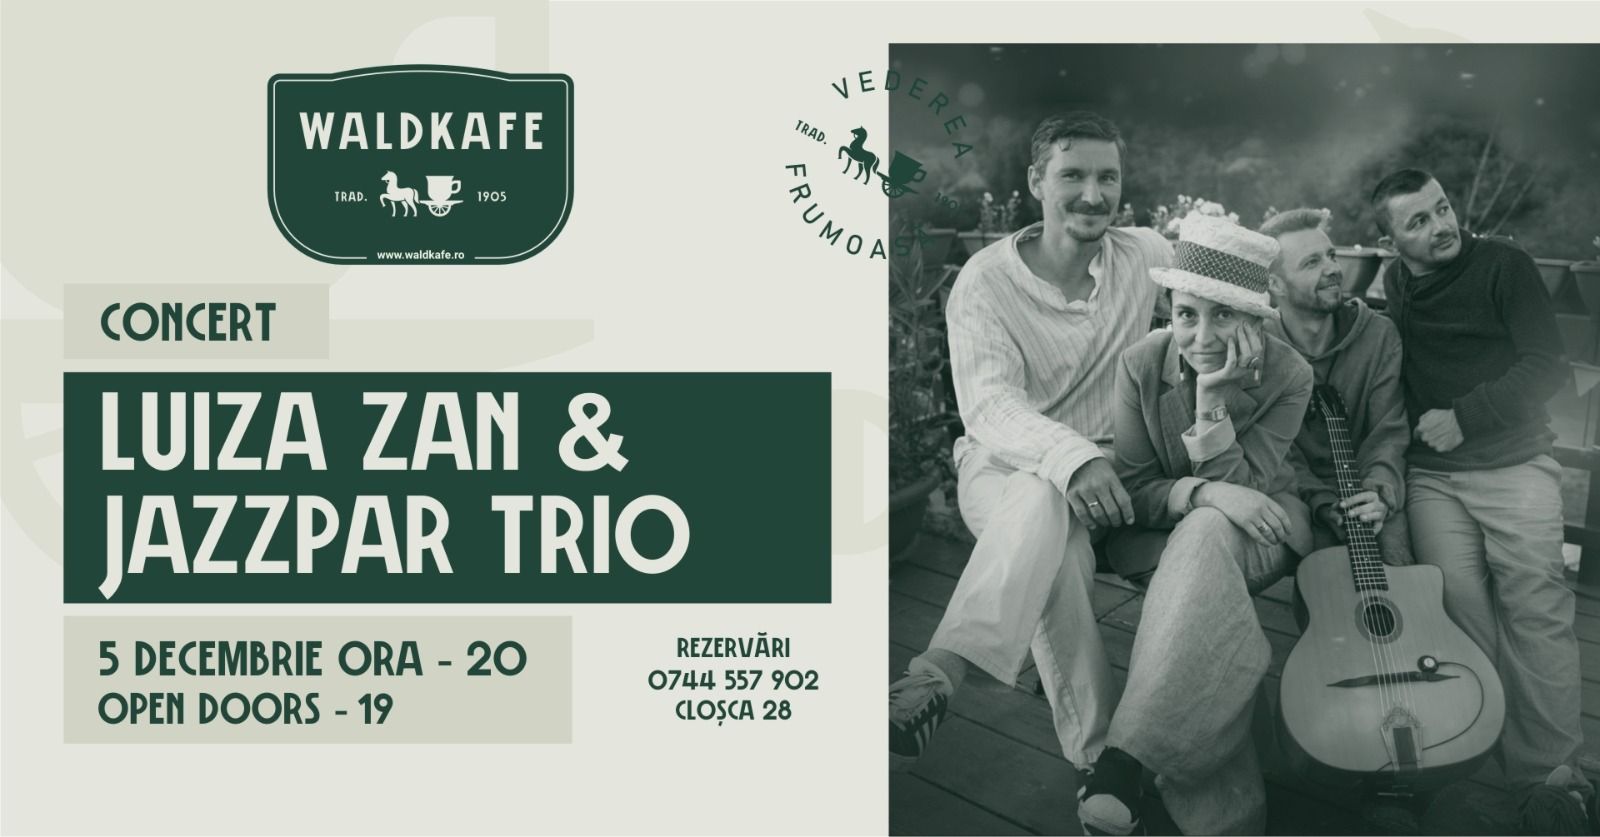 WALDKAFE
TRAD. 1905
www.waldkafe.ro
VEDEREA
TRAD. 190
FRUMOASĂ
CONCERT
LUIZA ZAN &
JAZZPAR TRIO
5 DECEMBRIE ORA - 20
OPEN DOORS - 19
REZERVĂRI
0744 557 902
CLOȘCA 28